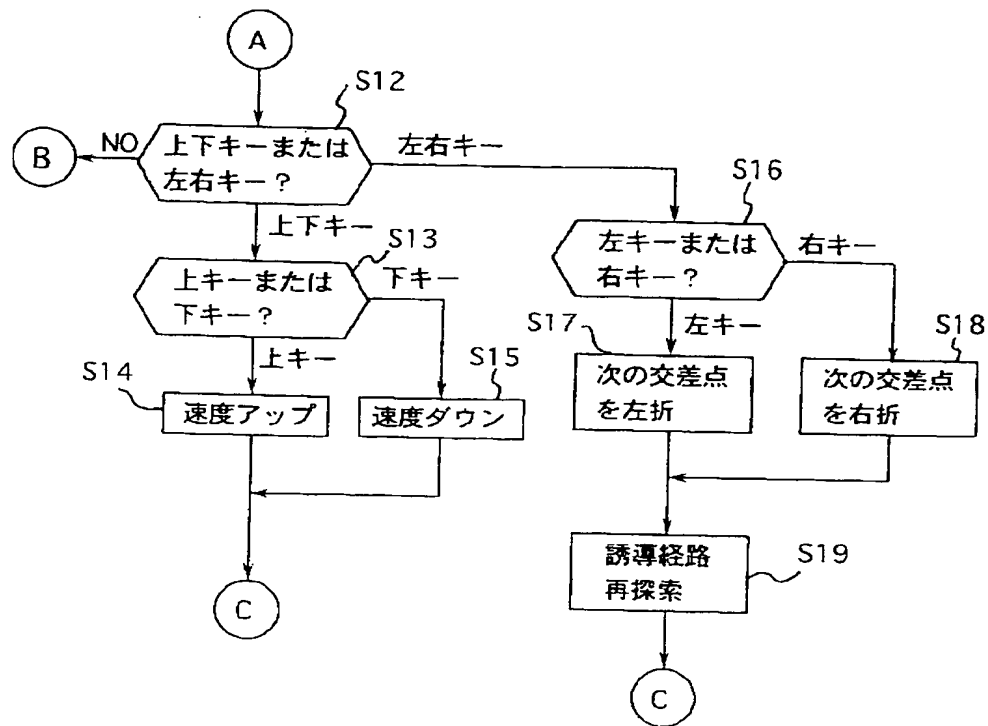 A
S12
B
NO
上下キーまたは
左右キー？
左右キー
上下キー
S16
左キーまたは
右キー？
右キー
S13
上キーまたは
下キー？
下キー
左キー
S17
S18
上キー
S14
S15
速度アップ
速度ダウン
次の交差点
を左折
次の交差点
を右折
誘導経路
再探索
S19
C
C